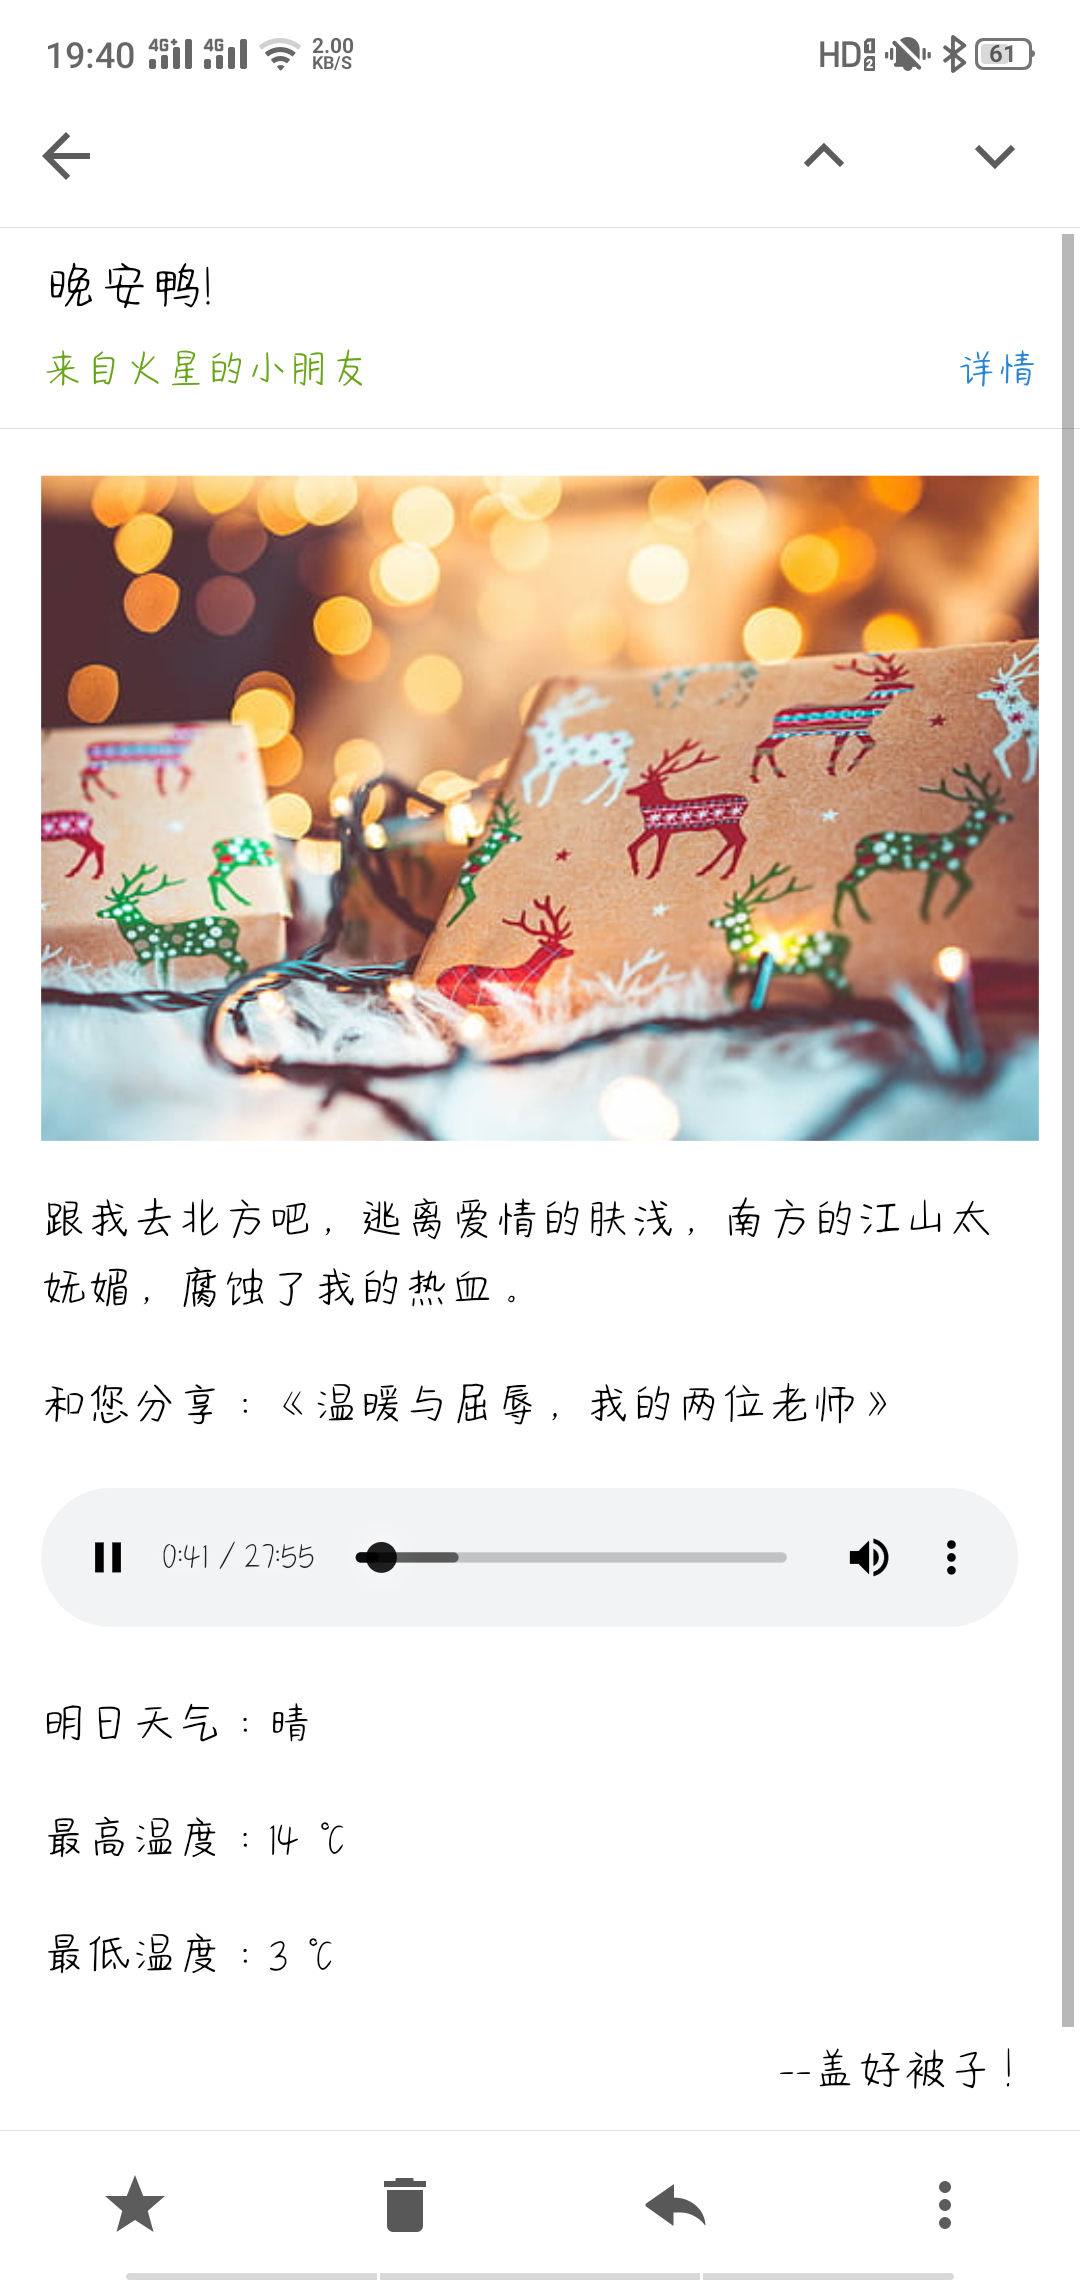 19:40 4G+ 4G 2.00 KB/S HD 1 2 61
晚安鸭!
来自火星的小朋友 详情
跟我去北方吧，逃离爱情的肤浅，南方的江山太
妩媚，腐蚀了我的热血。
和您分享：《温暖与屈辱，我的两位老师》
0:41 / 27:55
明日天气：晴
最高温度：14 ℃
最低温度：3 ℃
--盖好被子！